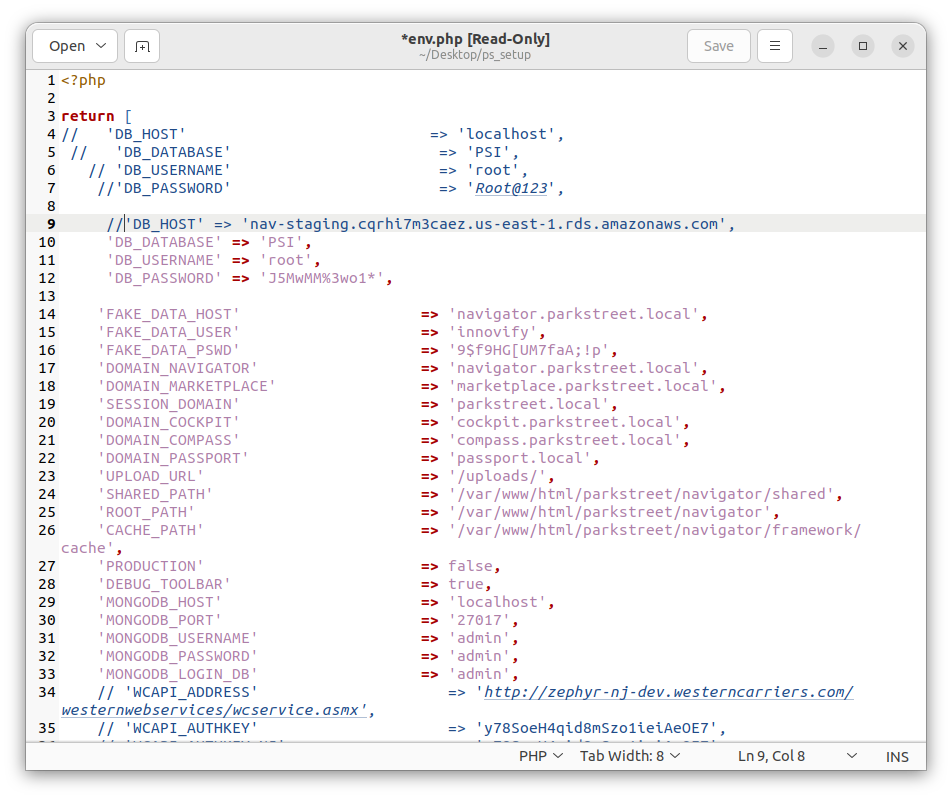 Open
*env.php [Read-Only]
~/Desktop/ps_setup
Save
1 <?php
2
3 return [
4 //   'DB_HOST'                           => 'localhost',
5  //   'DB_DATABASE'                       => 'PSI',
6    // 'DB_USERNAME'                       => 'root',
7     //'DB_PASSWORD'                       => 'Root@123',
8
9      //'DB_HOST' => 'nav-staging.cqrhi7m3caez.us-east-1.rds.amazonaws.com',
10      'DB_DATABASE' => 'PSI',
11      'DB_USERNAME' => 'root',
12      'DB_PASSWORD' => 'J5MwMM%3wo1*',
13
14     'FAKE_DATA_HOST'                    => 'navigator.parkstreet.local',
15     'FAKE_DATA_USER'                    => 'innovify',
16     'FAKE_DATA_PSWD'                    => '9$f9HG[UM7faA;!p',
17     'DOMAIN_NAVIGATOR'                  => 'navigator.parkstreet.local',
18     'DOMAIN_MARKETPLACE'                => 'marketplace.parkstreet.local',
19     'SESSION_DOMAIN'                    => 'parkstreet.local',
20     'DOMAIN_COCKPIT'                    => 'cockpit.parkstreet.local',
21     'DOMAIN_COMPASS'                    => 'compass.parkstreet.local',
22     'DOMAIN_PASSPORT'                   => 'passport.local',
23     'UPLOAD_URL'                        => '/uploads/',
24     'SHARED_PATH'                       => '/var/www/html/parkstreet/navigator/shared',
25     'ROOT_PATH'                         => '/var/www/html/parkstreet/navigator',
26     'CACHE_PATH'                        => '/var/www/html/parkstreet/navigator/framework/
cache',
27     'PRODUCTION'                        => false,
28     'DEBUG_TOOLBAR'                     => true,
29     'MONGODB_HOST'                      => 'localhost',
30     'MONGODB_PORT'                      => '27017',
31     'MONGODB_USERNAME'                  => 'admin',
32     'MONGODB_PASSWORD'                  => 'admin',
33     'MONGODB_LOGIN_DB'                  => 'admin',
34     // 'WCAPI_ADDRESS'                     => 'http://zephyr-nj-dev.westerncarriers.com/
westernwebservices/wcservice.asmx',
35     // 'WCAPI_AUTHKEY'                     => 'y78SoeH4qid8mSzo1ieiAeOE7',
PHP
Tab Width: 8
Ln 9, Col 8
INS